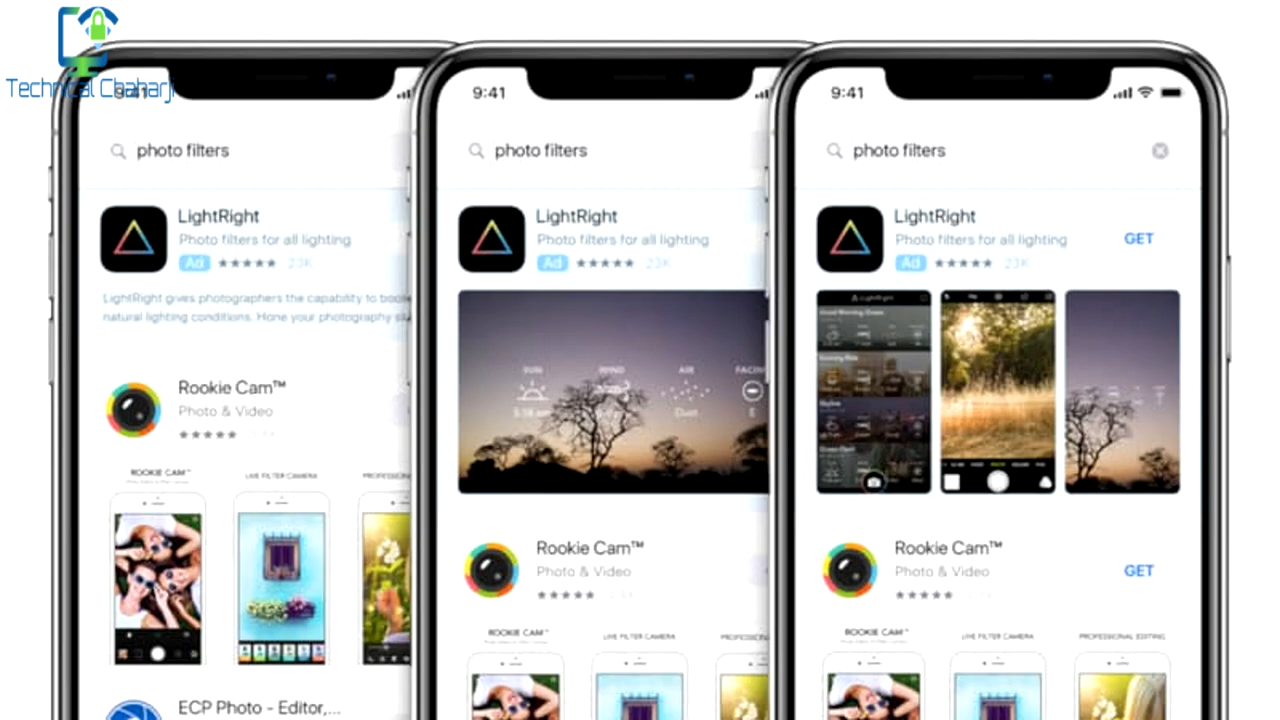 Technical Chaharji
9:41
photo filters
LightRight
Photo filters for all lighting
Ad ★★★★★ 23K
LightRight gives photographers the capability to
natural lighting conditions. Hone your photography
Rookie Cam™
Photo & Video
★★★★★
ROOKIE CAM™
LIVE FILTER CAMERA
ECP Photo - Editor,...
9:41
photo filters
LightRight
Photo filters for all lighting
Ad ★★★★★ 23K
SUN WIND AIR
Dust E
Rookie Cam™
Photo & Video
★★★★★
ROOKIE CAM™
LIVE FILTER CAMERA
9:41
photo filters
LightRight
Photo filters for all lighting
GET
Ad ★★★★★ 23K
LightRight
Rookie Cam™
Photo & Video
GET
★★★★★
ROOKIE CAM™
LIVE FILTER CAMERA
PROFESSIONAL EDITING